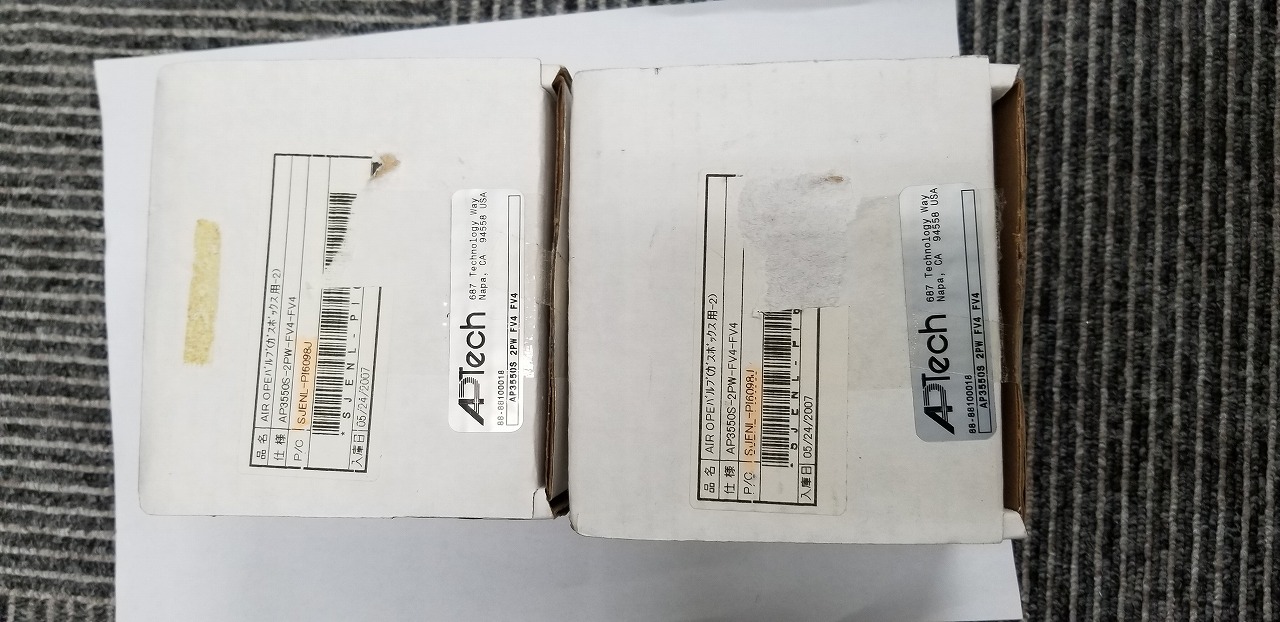 品名 AIR OPEバルブ(ガスボックス用-2)
仕様 AP3550S-2PW-FV4-FV4
P/C SJENL-PI6098J
*SJENL-PI
入庫日 05/24/2007
APTech
687 Technology Way
Napa, CA 94558 USA
88-88100018
AP3550S 2PW FV4 FV4
品名 AIR OPEバルブ(ガスボックス用-2)
仕様 AP3550S-2PW-FV4-FV4
P/C SJENL-PI6098J
*SJENL-PI6
入庫日 05/24/2007
APTech
687 Technology Way
Napa, CA 94558 USA
88-88100018
AP3550S 2PW FV4 FV4